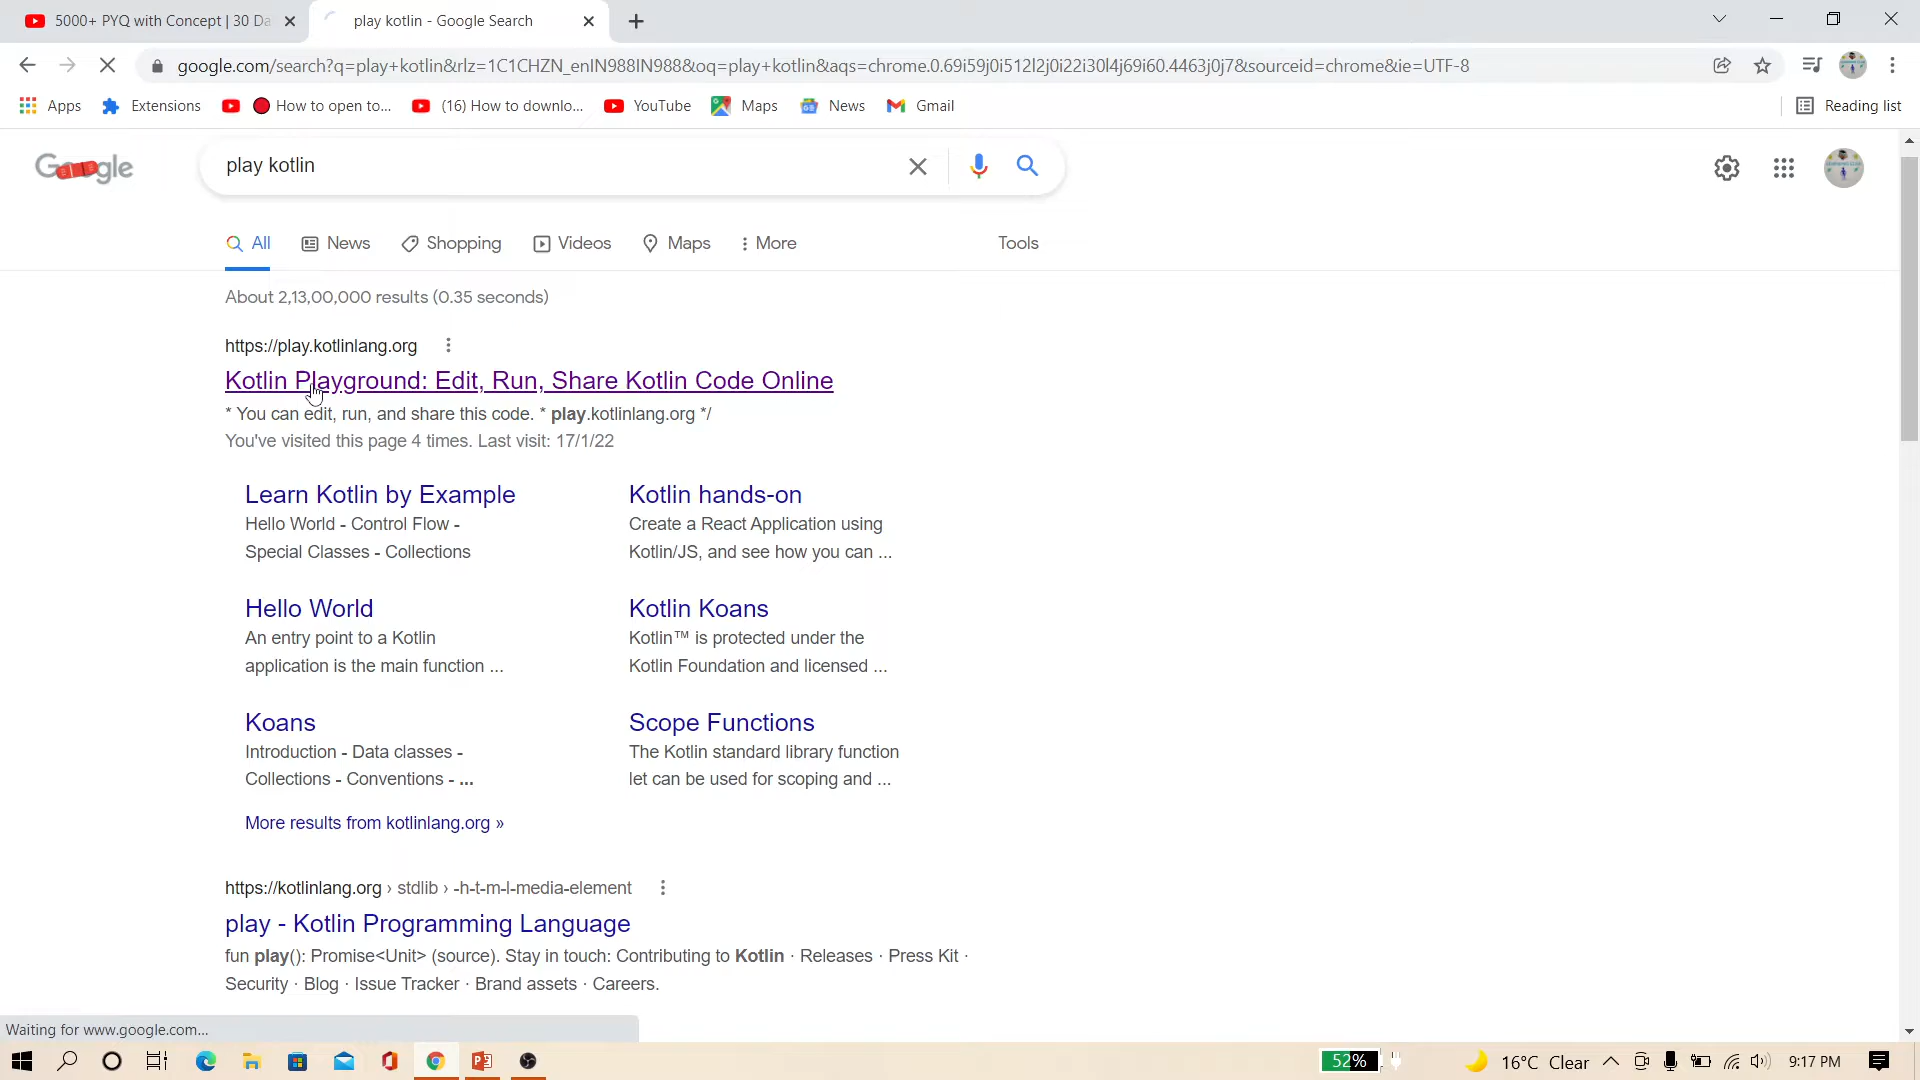 5000+ PYQ with Concept | 30 Da
play kotlin - Google Search
google.com/search?q=play+kotlin&rlz=1C1CHZN_enIN988IN988&oq=play+kotlin&aqs=chrome.0.69i59j0i512l2j0i22i30l4j69i60.4463j0j7&sourceid=chrome&ie=UTF-8
Apps Extensions How to open to... (16) How to downlo... YouTube Maps News Gmail Reading list
Google play kotlin
All News Shopping Videos Maps More Tools
About 2,13,00,000 results (0.35 seconds)
https://play.kotlinlang.org
Kotlin Playground: Edit, Run, Share Kotlin Code Online
* You can edit, run, and share this code. * play.kotlinlang.org */
You've visited this page 4 times. Last visit: 17/1/22
Learn Kotlin by Example
Hello World - Control Flow -
Special Classes - Collections
Kotlin hands-on
Create a React Application using
Kotlin/JS, and see how you can ...
Hello World
An entry point to a Kotlin
application is the main function ...
Kotlin Koans
Kotlin™ is protected under the
Kotlin Foundation and licensed ...
Koans
Introduction - Data classes -
Collections - Conventions - ...
Scope Functions
The Kotlin standard library function
let can be used for scoping and ...
More results from kotlinlang.org »
https://kotlinlang.org › stdlib › -h-t-m-l-media-element
play - Kotlin Programming Language
fun play(): Promise<Unit> (source). Stay in touch: Contributing to Kotlin · Releases · Press Kit ·
Security · Blog · Issue Tracker · Brand assets · Careers.
Waiting for www.google.com...
52% 16°C Clear 9:17 PM